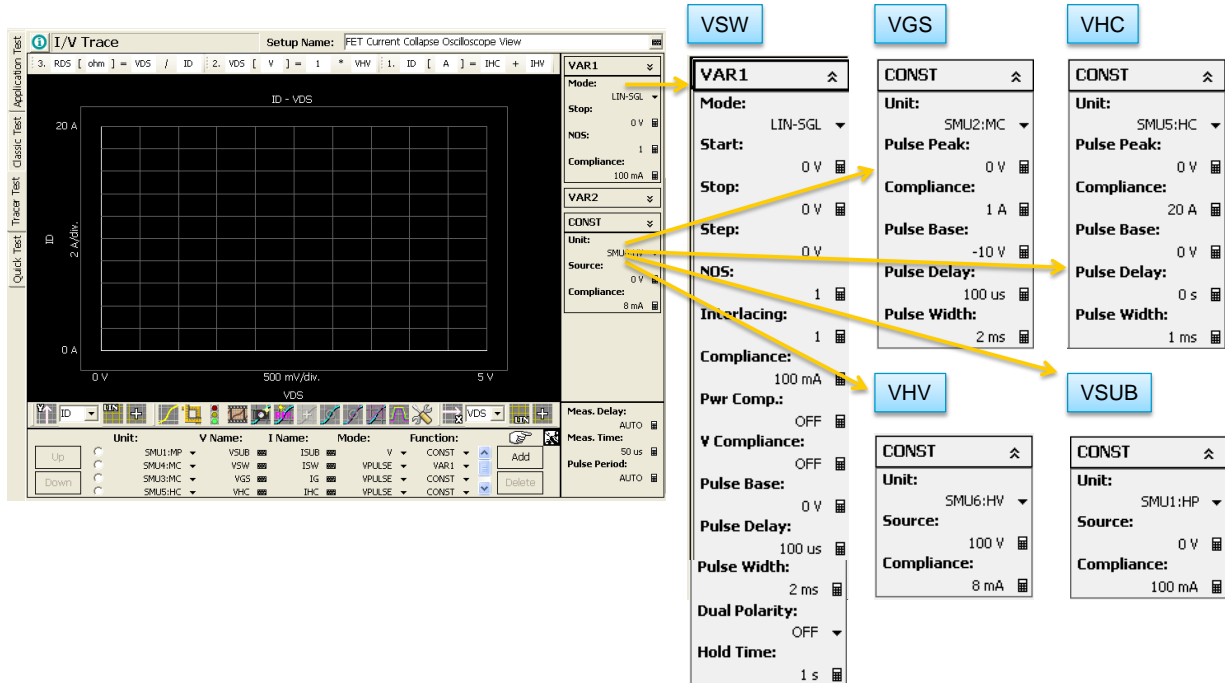 VSW
VGS
VHC
I/V Trace
Setup Name: FET Current Collapse Oscilloscope View
3. RDS [ ohm ] = VDS / ID 2. VDS [ V ] = 1 * VHV 1. ID [ A ] = IHC + IHV
Application Test
Classic Test
Tracer Test
Quick Test
ID - VDS
20 A
ID
2 A/div.
0 A
0 V
500 mV/div.
5 V
VDS
VAR1
Mode:
LIN-SGL
Stop:
0 V
NOS:
1
Compliance:
100 mA
VAR2
CONST
Unit:
Source:
0 V
Compliance:
8 mA
ID
VDS
Meas. Delay:
AUTO
Meas. Time:
50 us
Pulse Period:
AUTO
Unit: V Name: I Name: Mode: Function:
Up
Down
Add
Delete
SMU1:MP VSUB ISUB V CONST
SMU4:MC VSW ISW VPULSE VAR1
SMU3:MC VGS IG VPULSE CONST
SMU5:HC VHC IHC VPULSE CONST
VAR1
Mode:
LIN-SGL
Start:
0 V
Stop:
0 V
Step:
0 V
NOS:
1
Interlacing:
1
Compliance:
100 mA
Pwr Comp.:
OFF
V Compliance:
OFF
Pulse Base:
0 V
Pulse Delay:
100 us
Pulse Width:
2 ms
Dual Polarity:
OFF
Hold Time:
1 s
CONST
Unit:
SMU2:MC
Pulse Peak:
0 V
Compliance:
1 A
Pulse Base:
-10 V
Pulse Delay:
100 us
Pulse Width:
2 ms
CONST
Unit:
SMU5:HC
Pulse Peak:
0 V
Compliance:
20 A
Pulse Base:
0 V
Pulse Delay:
0 s
Pulse Width:
1 ms
VHV
VSUB
CONST
Unit:
SMU6:HV
Source:
100 V
Compliance:
8 mA
CONST
Unit:
SMU1:HP
Source:
0 V
Compliance:
100 mA